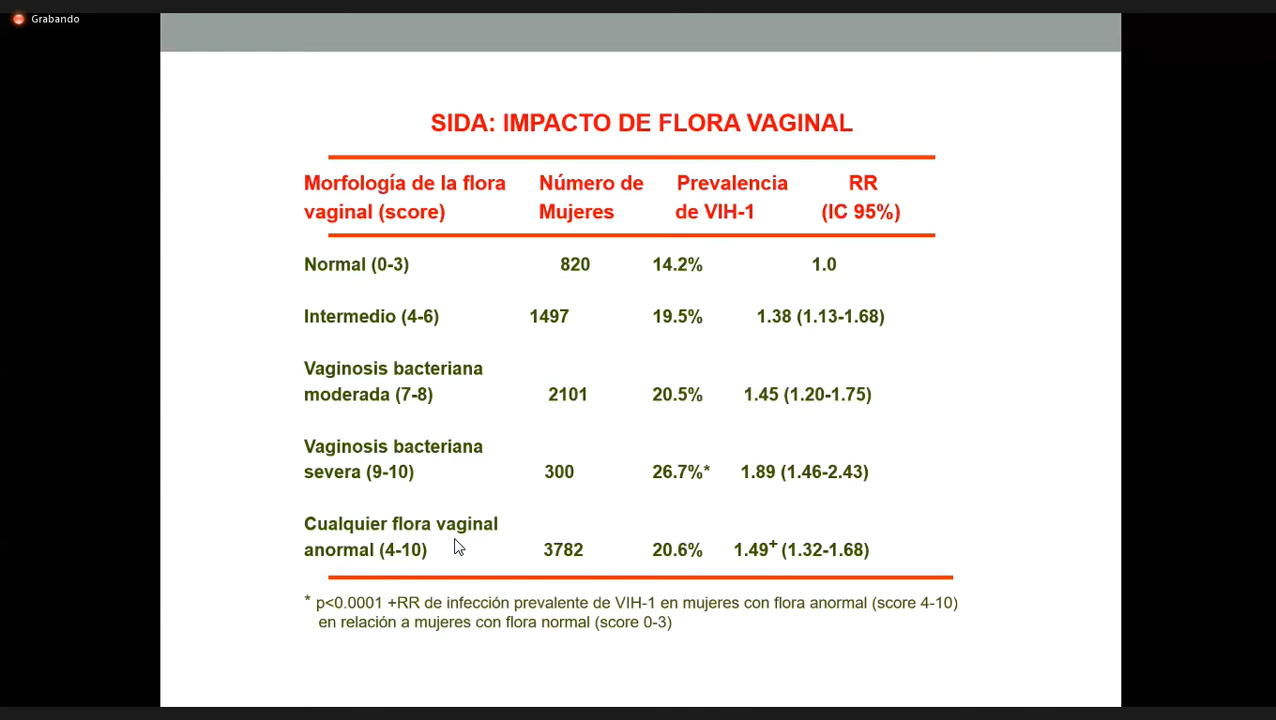 Grabando
SIDA: IMPACTO DE FLORA VAGINAL
Morfología de la flora Número de Prevalencia RR
vaginal (score) Mujeres de VIH-1 (IC 95%)
Normal (0-3) 820 14.2% 1.0
Intermedio (4-6) 1497 19.5% 1.38 (1.13-1.68)
Vaginosis bacteriana
moderada (7-8) 2101 20.5% 1.45 (1.20-1.75)
Vaginosis bacteriana
severa (9-10) 300 26.7%* 1.89 (1.46-2.43)
Cualquier flora vaginal
anormal (4-10) 3782 20.6% 1.49+ (1.32-1.68)
* p<0.0001 +RR de infección prevalente de VIH-1 en mujeres con flora anormal (score 4-10)
en relación a mujeres con flora normal (score 0-3)